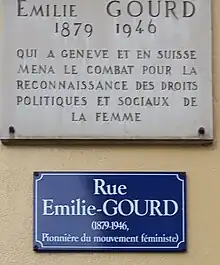 EMILIE GOURD
1879 1946
QUI A GENEVE ET EN SUISSE
MENA LE COMBAT POUR LA
RECONNAISSANCE DES DROITS
POLITIQUES ET SOCIAUX DE
LA FEMME
Rue
Emilie-GOURD
(1879-1946,
Pionnière du mouvement féministe)